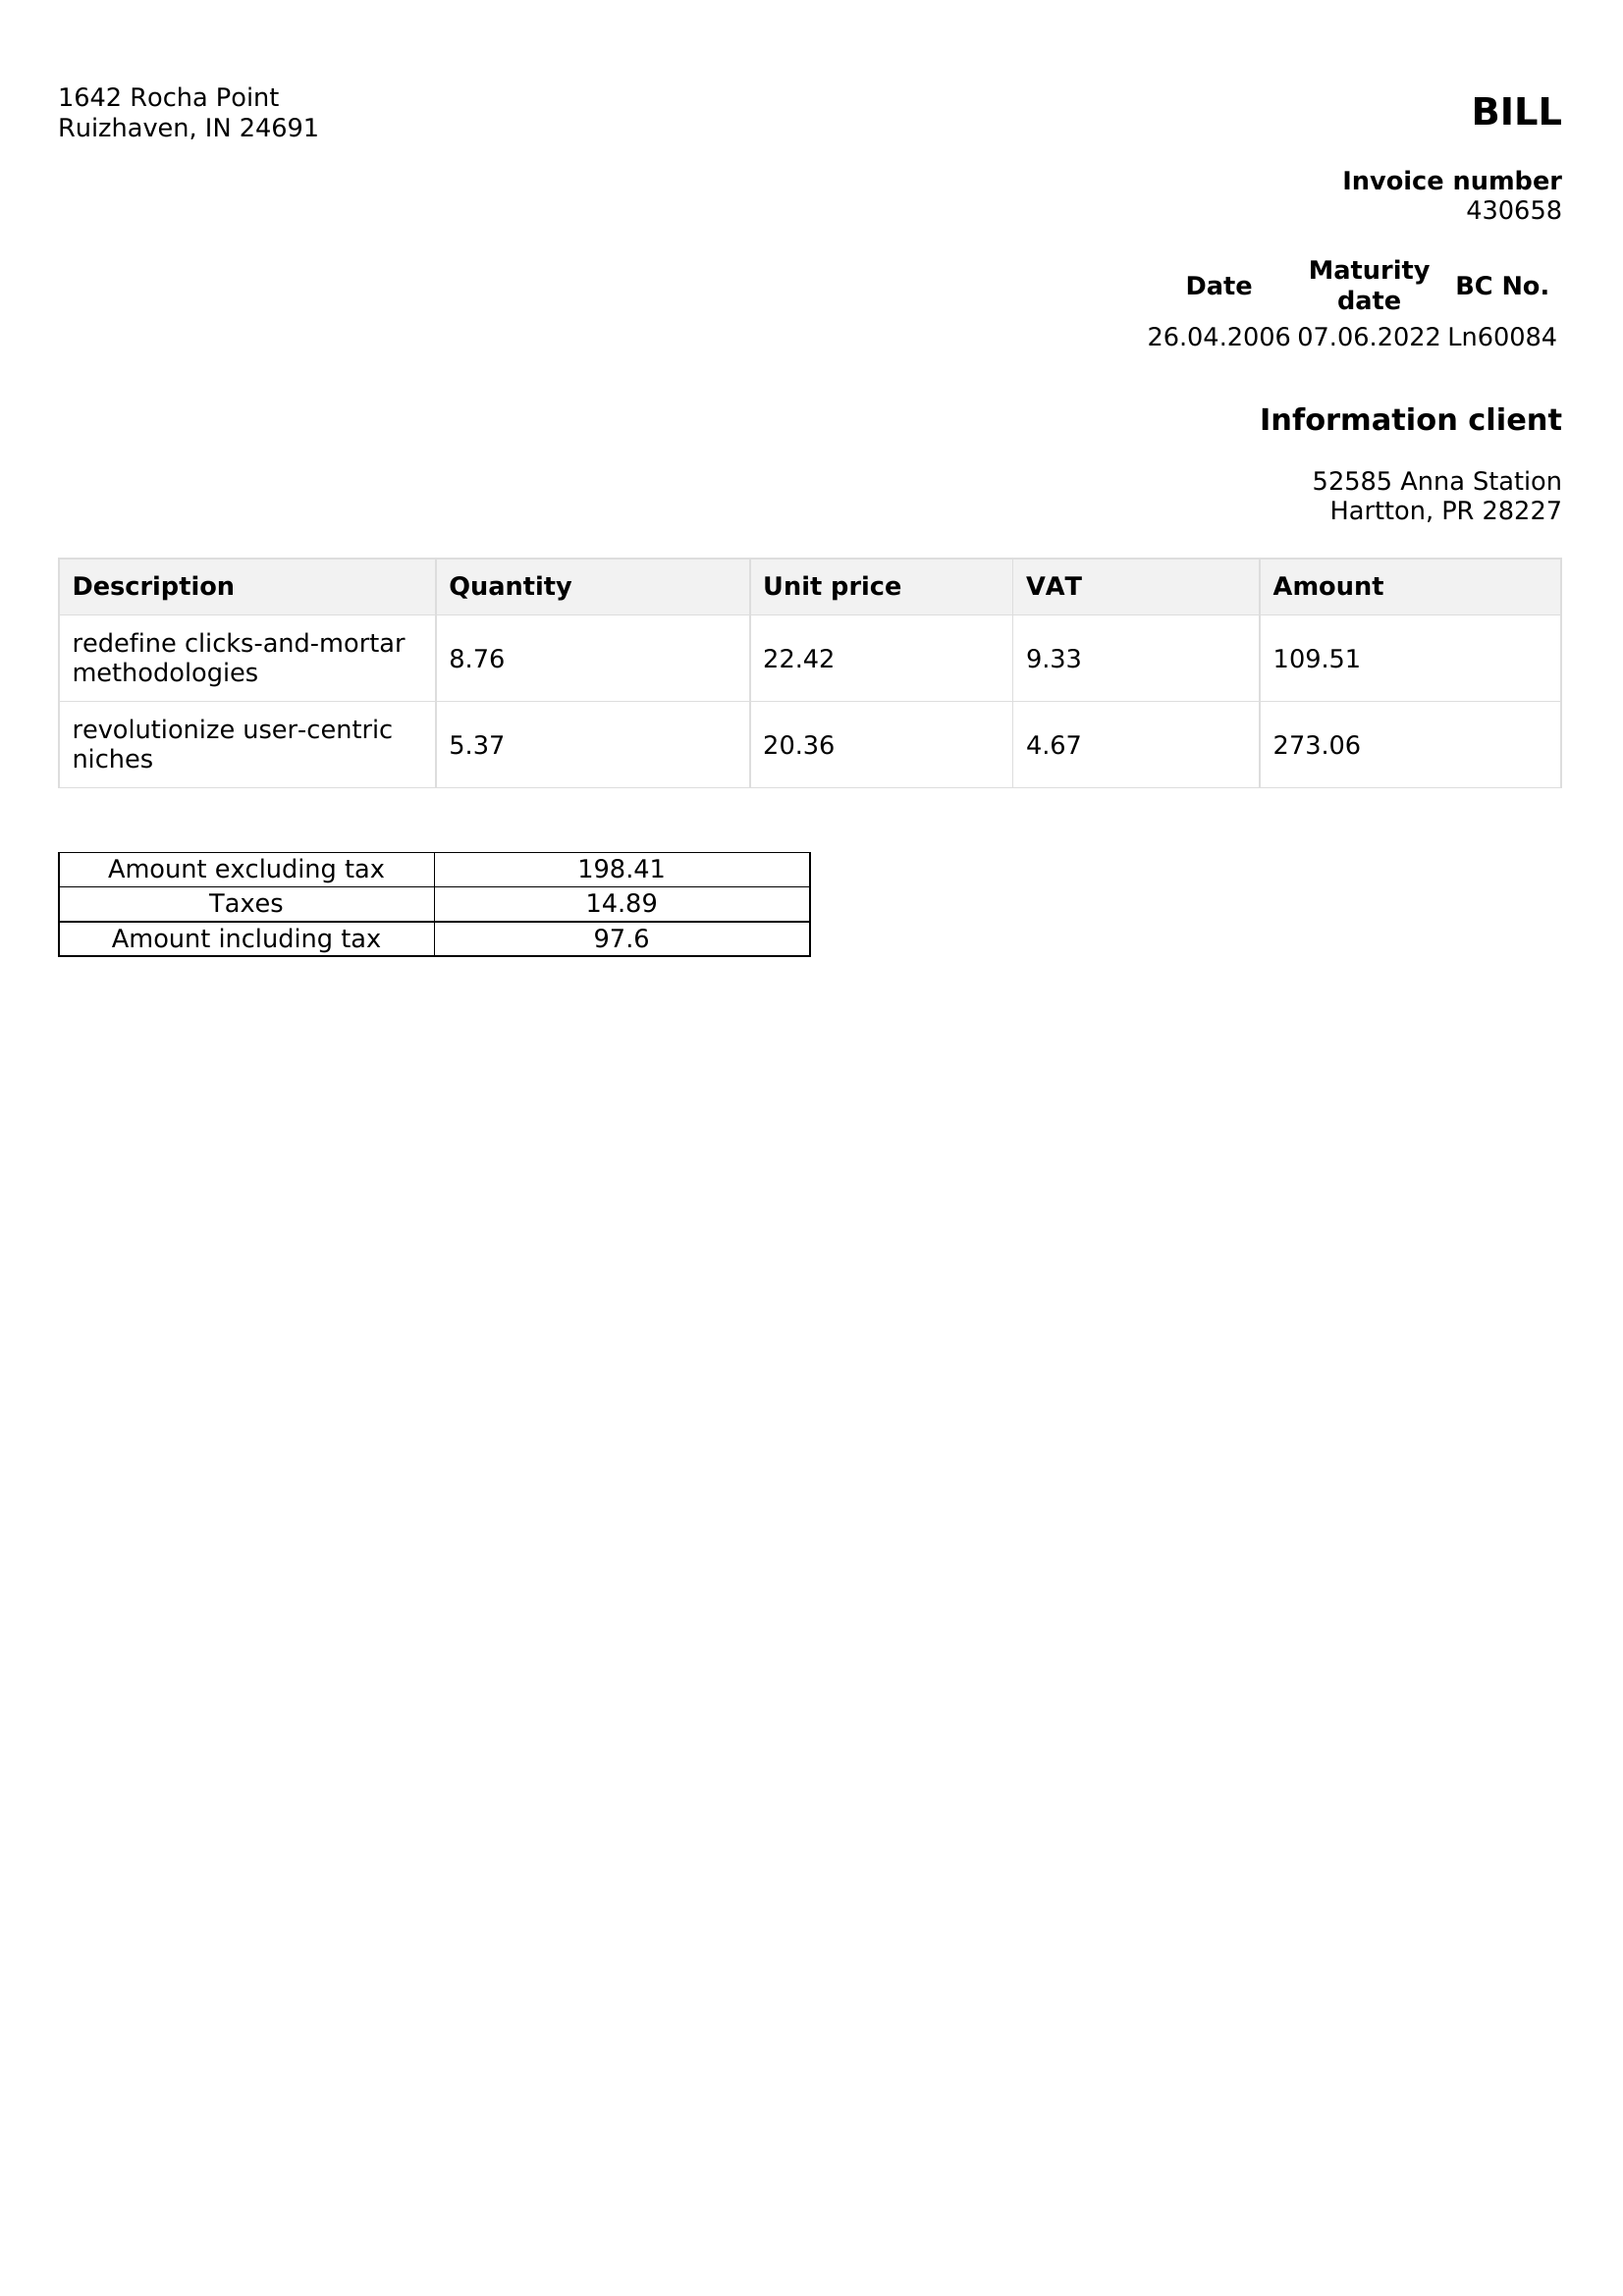 1642 Rocha Point
Ruizhaven, IN 24691
BILL
Invoice number
430658
Date Maturity date BC No.
26.04.2006 07.06.2022 Ln60084
Information client
52585 Anna Station
Hartton, PR 28227
Description Quantity Unit price VAT Amount
redefine clicks-and-mortar
methodologies 8.76 22.42 9.33 109.51
revolutionize user-centric
niches 5.37 20.36 4.67 273.06
Amount excluding tax 198.41
Taxes 14.89
Amount including tax 97.6